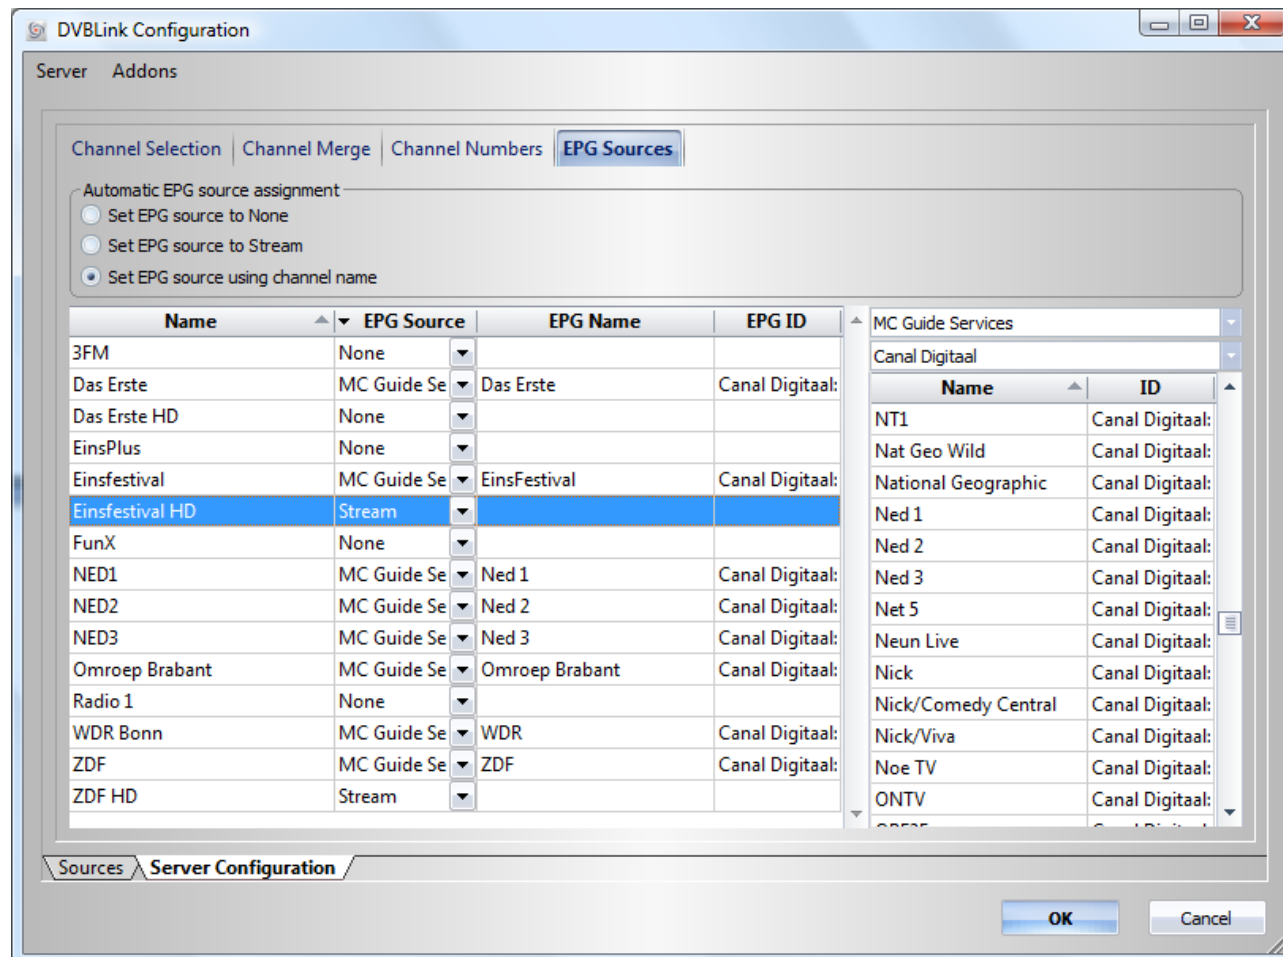 DVBLink Configuration
Server Addons
Channel Selection Channel Merge Channel Numbers EPG Sources
Automatic EPG source assignment
Set EPG source to None
Set EPG source to Stream
Set EPG source using channel name
Name EPG Source EPG Name EPG ID
3FM None
Das Erste MC Guide Se Das Erste Canal Digitaal:
Das Erste HD None
EinsPlus None
Einsfestival MC Guide Se EinsFestival Canal Digitaal:
Einsfestival HD Stream
FunX None
NED1 MC Guide Se Ned 1 Canal Digitaal:
NED2 MC Guide Se Ned 2 Canal Digitaal:
NED3 MC Guide Se Ned 3 Canal Digitaal:
Omroep Brabant MC Guide Se Omroep Brabant Canal Digitaal:
Radio 1 None
WDR Bonn MC Guide Se WDR Canal Digitaal:
ZDF MC Guide Se ZDF Canal Digitaal:
ZDF HD Stream
MC Guide Services
Canal Digitaal
Name ID
NT1 Canal Digitaal:
Nat Geo Wild Canal Digitaal:
National Geographic Canal Digitaal:
Ned 1 Canal Digitaal:
Ned 2 Canal Digitaal:
Ned 3 Canal Digitaal:
Net 5 Canal Digitaal:
Neun Live Canal Digitaal:
Nick Canal Digitaal:
Nick/Comedy Central Canal Digitaal:
Nick/Viva Canal Digitaal:
Noe TV Canal Digitaal:
ONTV Canal Digitaal:
Sources Server Configuration
OK Cancel